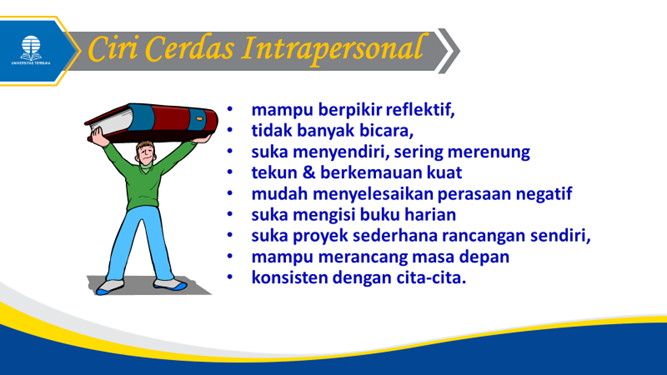 Ciri Cerdas Intrapersonal
UNIVERSITAS TERBUKA
• mampu berpikir reflektif,
• tidak banyak bicara,
• suka menyendiri, sering merenung
• tekun & berkemauan kuat
• mudah menyelesaikan perasaan negatif
• suka mengisi buku harian
• suka proyek sederhana rancangan sendiri,
• mampu merancang masa depan
• konsisten dengan cita-cita.